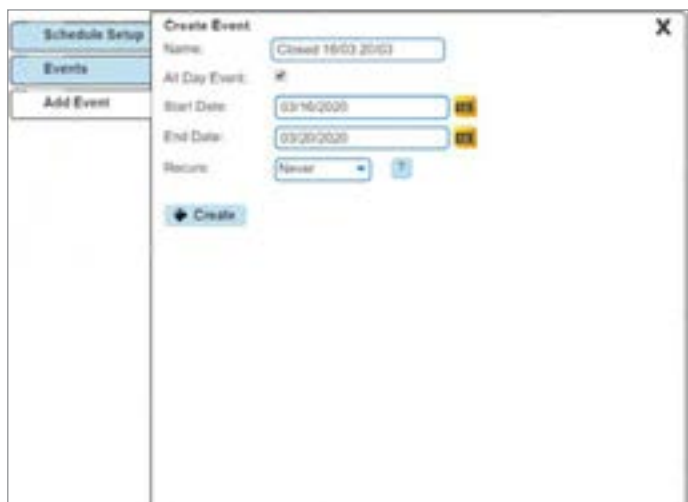 Schedule Setup
Events
Add Event
Create Event
X
Name: Closed 16/03 20/03
All Day Event:
Start Date: 03/16/2020
End Date: 03/20/2020
Recurs: Never ?
Create